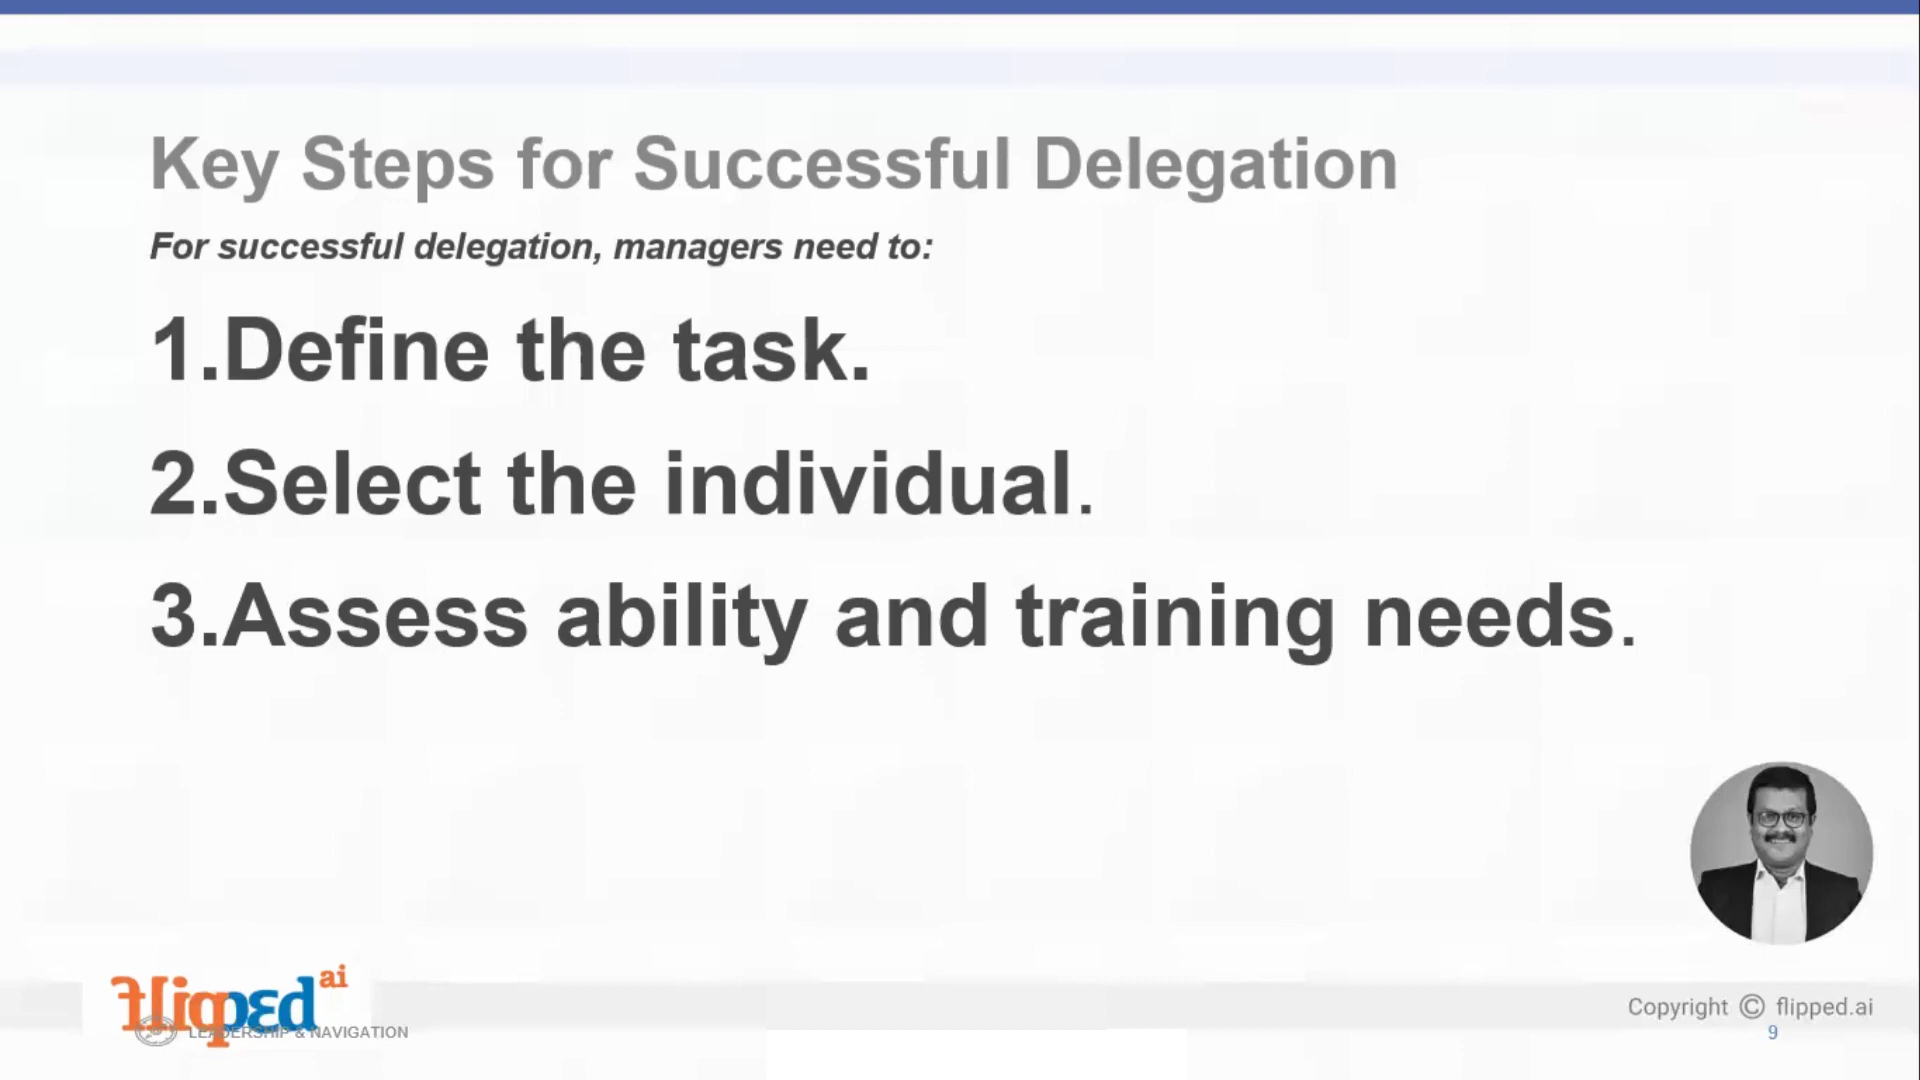 Key Steps for Successful Delegation
For successful delegation, managers need to:
1.Define the task.
2.Select the individual.
3.Assess ability and training needs.
flipped ai
LEADERSHIP & NAVIGATION
Copyright © flipped.ai
9